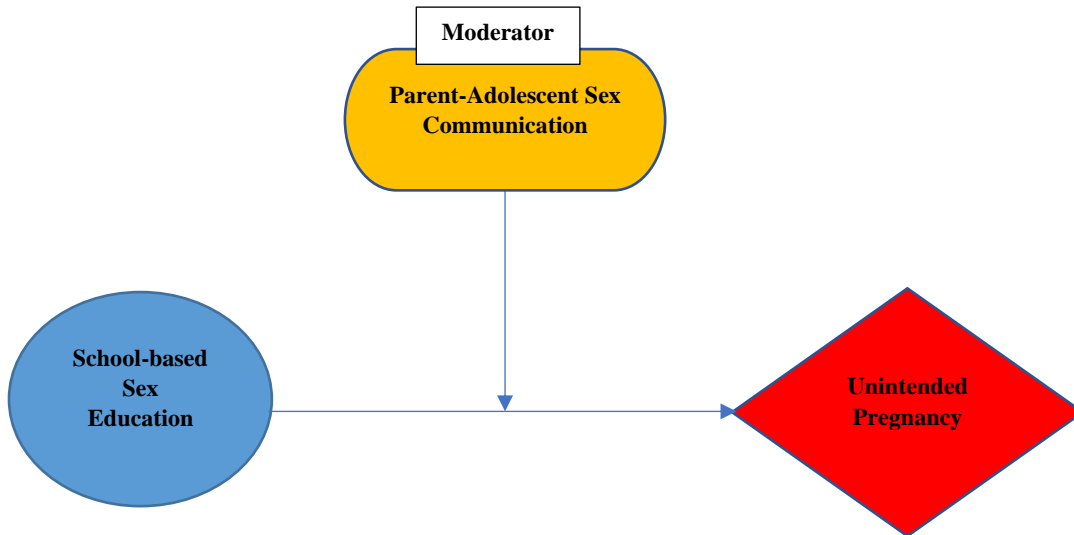 Moderator
Parent-Adolescent Sex
Communication
School-based
Sex
Education
Unintended
Pregnancy